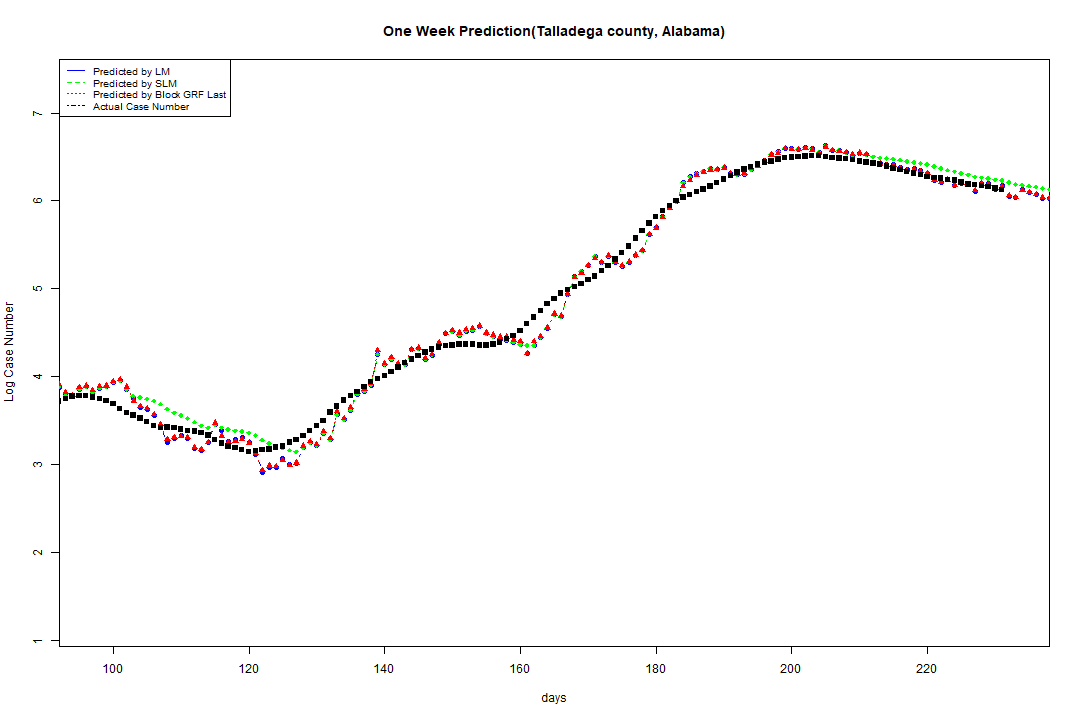 One Week Prediction(Talladega county, Alabama)
Predicted by LM
Predicted by SLM
Predicted by Block GRF Last
Actual Case Number
7
6
5
4
3
2
1
Log Case Number
100 120 140 160 180 200 220
days